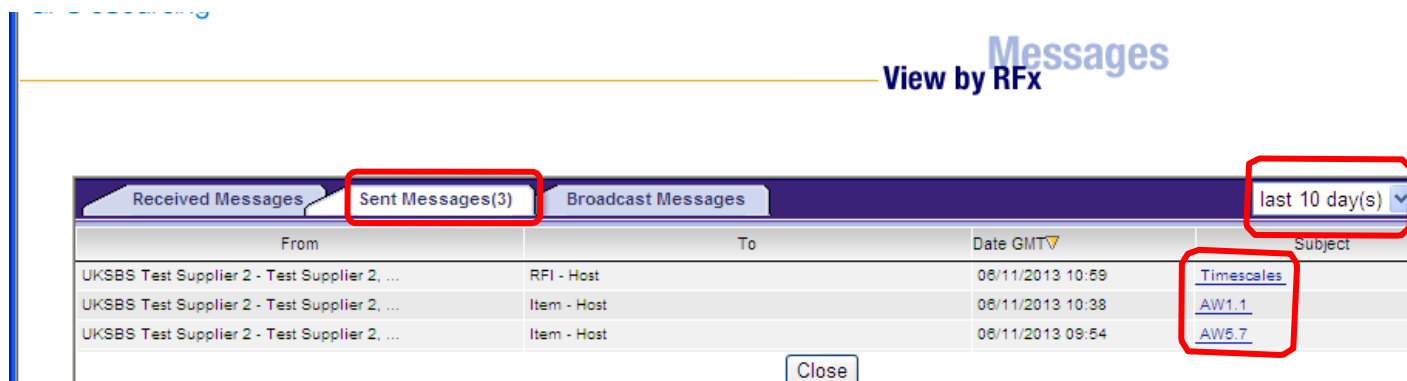 Messages
View by RFx
Received Messages Sent Messages(3) Broadcast Messages last 10 day(s)
From To Date GMT Subject
UKSBS Test Supplier 2 - Test Supplier 2, ... RFI - Host 06/11/2013 10:59 Timescales
UKSBS Test Supplier 2 - Test Supplier 2, ... Item - Host 06/11/2013 10:38 AW1.1
UKSBS Test Supplier 2 - Test Supplier 2, ... Item - Host 06/11/2013 09:54 AW5.7
Close